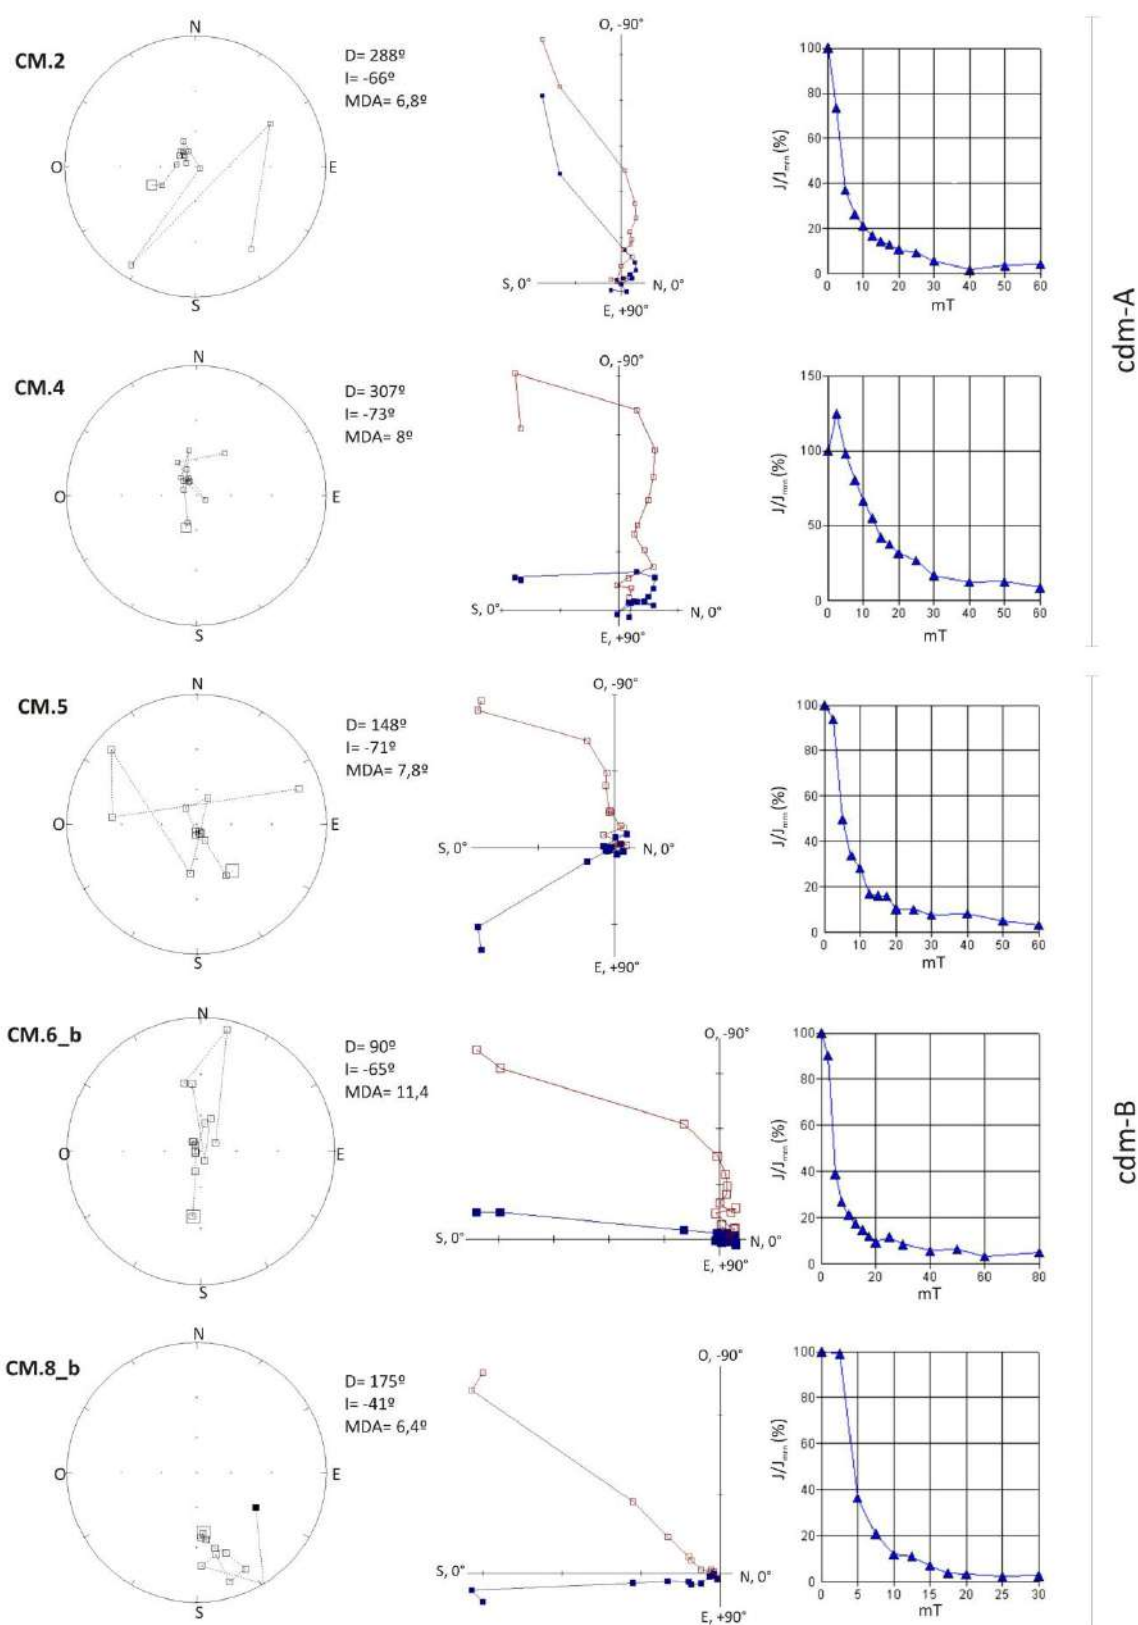 CM.2
N
O
E
S
D= 288º
I= -66º
MDA= 6,8º
O, -90°
S, 0°
N, 0°
E, +90°
J/Jmrn (%)
100
80
60
40
20
0
0 10 20 30 40 50 60
mT
CM.4
N
O
E
S
D= 307º
I= -73º
MDA= 8º
O, -90°
S, 0°
N, 0°
E, +90°
J/Jmrn (%)
150
100
50
0
0 10 20 30 40 50 60
mT
cdm-A
CM.5
N
O
E
S
D= 148º
I= -71º
MDA= 7,8º
O, -90°
S, 0°
N, 0°
E, +90°
J/Jmrn (%)
100
80
60
40
20
0
0 10 20 30 40 50 60
mT
CM.6_b
N
O
E
S
D= 90º
I= -65º
MDA= 11,4
O, -90°
S, 0°
N, 0°
E, +90°
J/Jmrn (%)
100
80
60
40
20
0
0 20 40 60 80
mT
CM.8_b
N
O
E
S
D= 175º
I= -41º
MDA= 6,4º
O, -90°
S, 0°
N, 0°
E, +90°
J/Jmrn (%)
100
80
60
40
20
0
0 5 10 15 20 25 30
mT
cdm-B